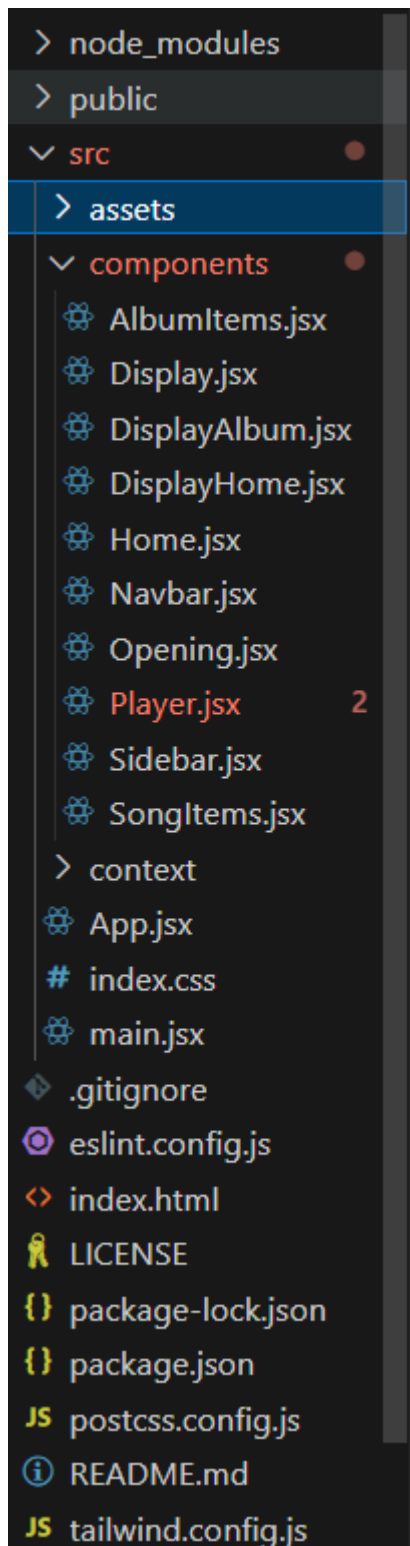 node_modules
public
src
assets
components
AlbumItems.jsx
Display.jsx
DisplayAlbum.jsx
DisplayHome.jsx
Home.jsx
Navbar.jsx
Opening.jsx
Player.jsx 2
Sidebar.jsx
SongItems.jsx
context
App.jsx
# index.css
main.jsx
.gitignore
eslint.config.js
<> index.html
LICENSE
{} package-lock.json
{} package.json
JS postcss.config.js
README.md
JS tailwind.config.js